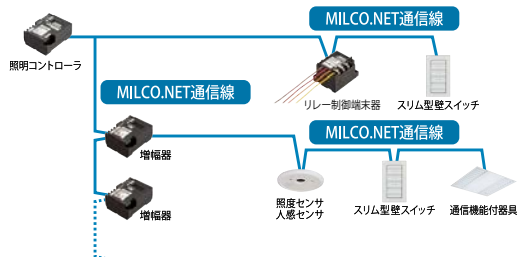 MILCO.NET通信線
照明コントローラ
リレー制御端末器
スリム型壁スイッチ
MILCO.NET通信線
増幅器
MILCO.NET通信線
照度センサ
人感センサ
スリム型壁スイッチ
通信機能付器具
増幅器